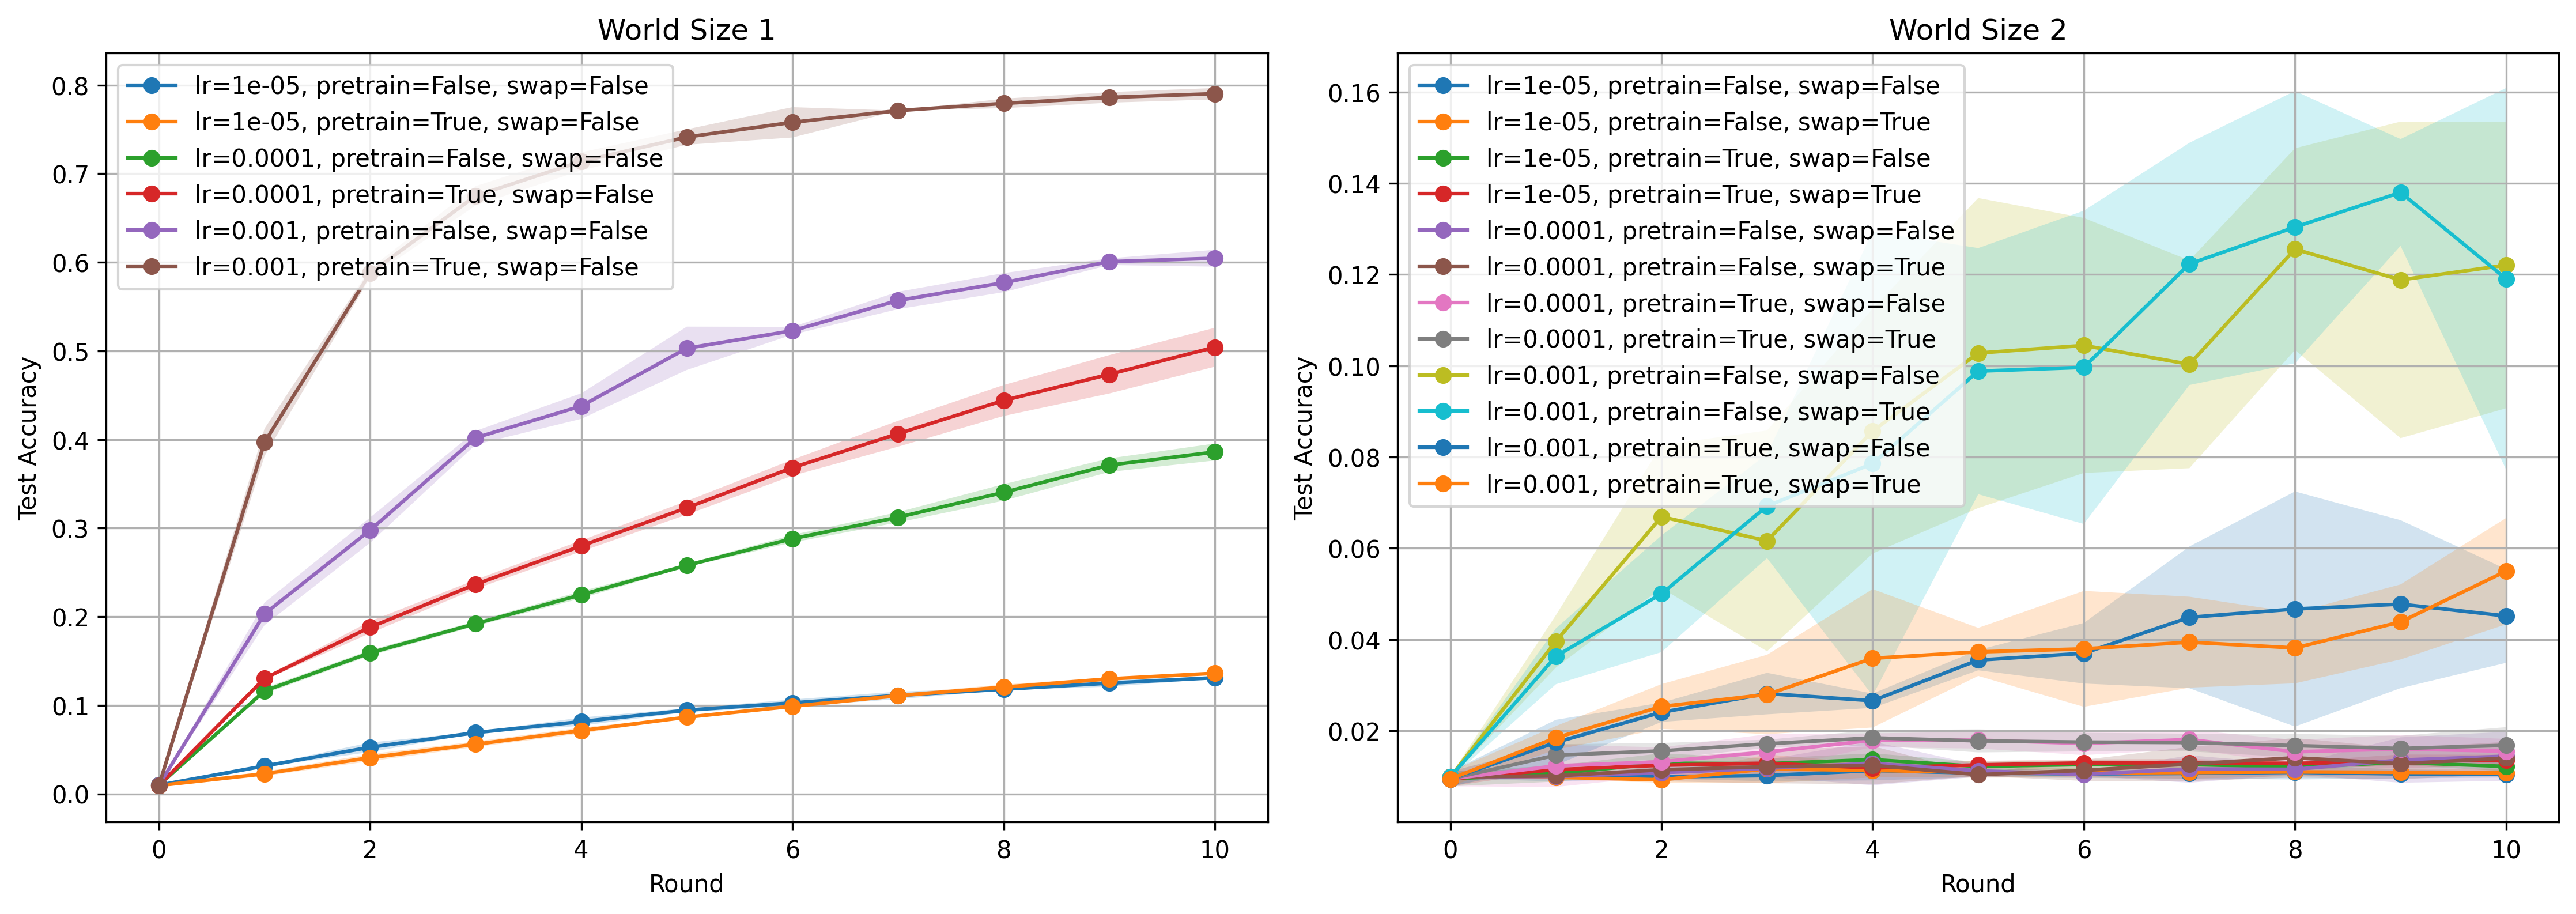 World Size 1
lr=1e-05, pretrain=False, swap=False
lr=1e-05, pretrain=True, swap=False
lr=0.0001, pretrain=False, swap=False
lr=0.0001, pretrain=True, swap=False
lr=0.001, pretrain=False, swap=False
lr=0.001, pretrain=True, swap=False
Test Accuracy
0.8
0.7
0.6
0.5
0.4
0.3
0.2
0.1
0.0
0 2 4 6 8 10
Round
World Size 2
lr=1e-05, pretrain=False, swap=False
lr=1e-05, pretrain=False, swap=True
lr=1e-05, pretrain=True, swap=False
lr=1e-05, pretrain=True, swap=True
lr=0.0001, pretrain=False, swap=False
lr=0.0001, pretrain=False, swap=True
lr=0.0001, pretrain=True, swap=False
lr=0.0001, pretrain=True, swap=True
lr=0.001, pretrain=False, swap=False
lr=0.001, pretrain=False, swap=True
lr=0.001, pretrain=True, swap=False
lr=0.001, pretrain=True, swap=True
Test Accuracy
0.16
0.14
0.12
0.10
0.08
0.06
0.04
0.02
0 2 4 6 8 10
Round